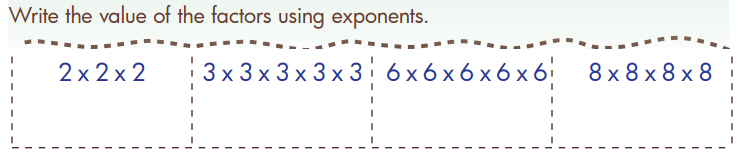 Write the value of the factors using exponents.
2 x 2 x 2 3 x 3 x 3 x 3 x 3 6 x 6 x 6 x 6 x 6 8 x 8 x 8 x 8